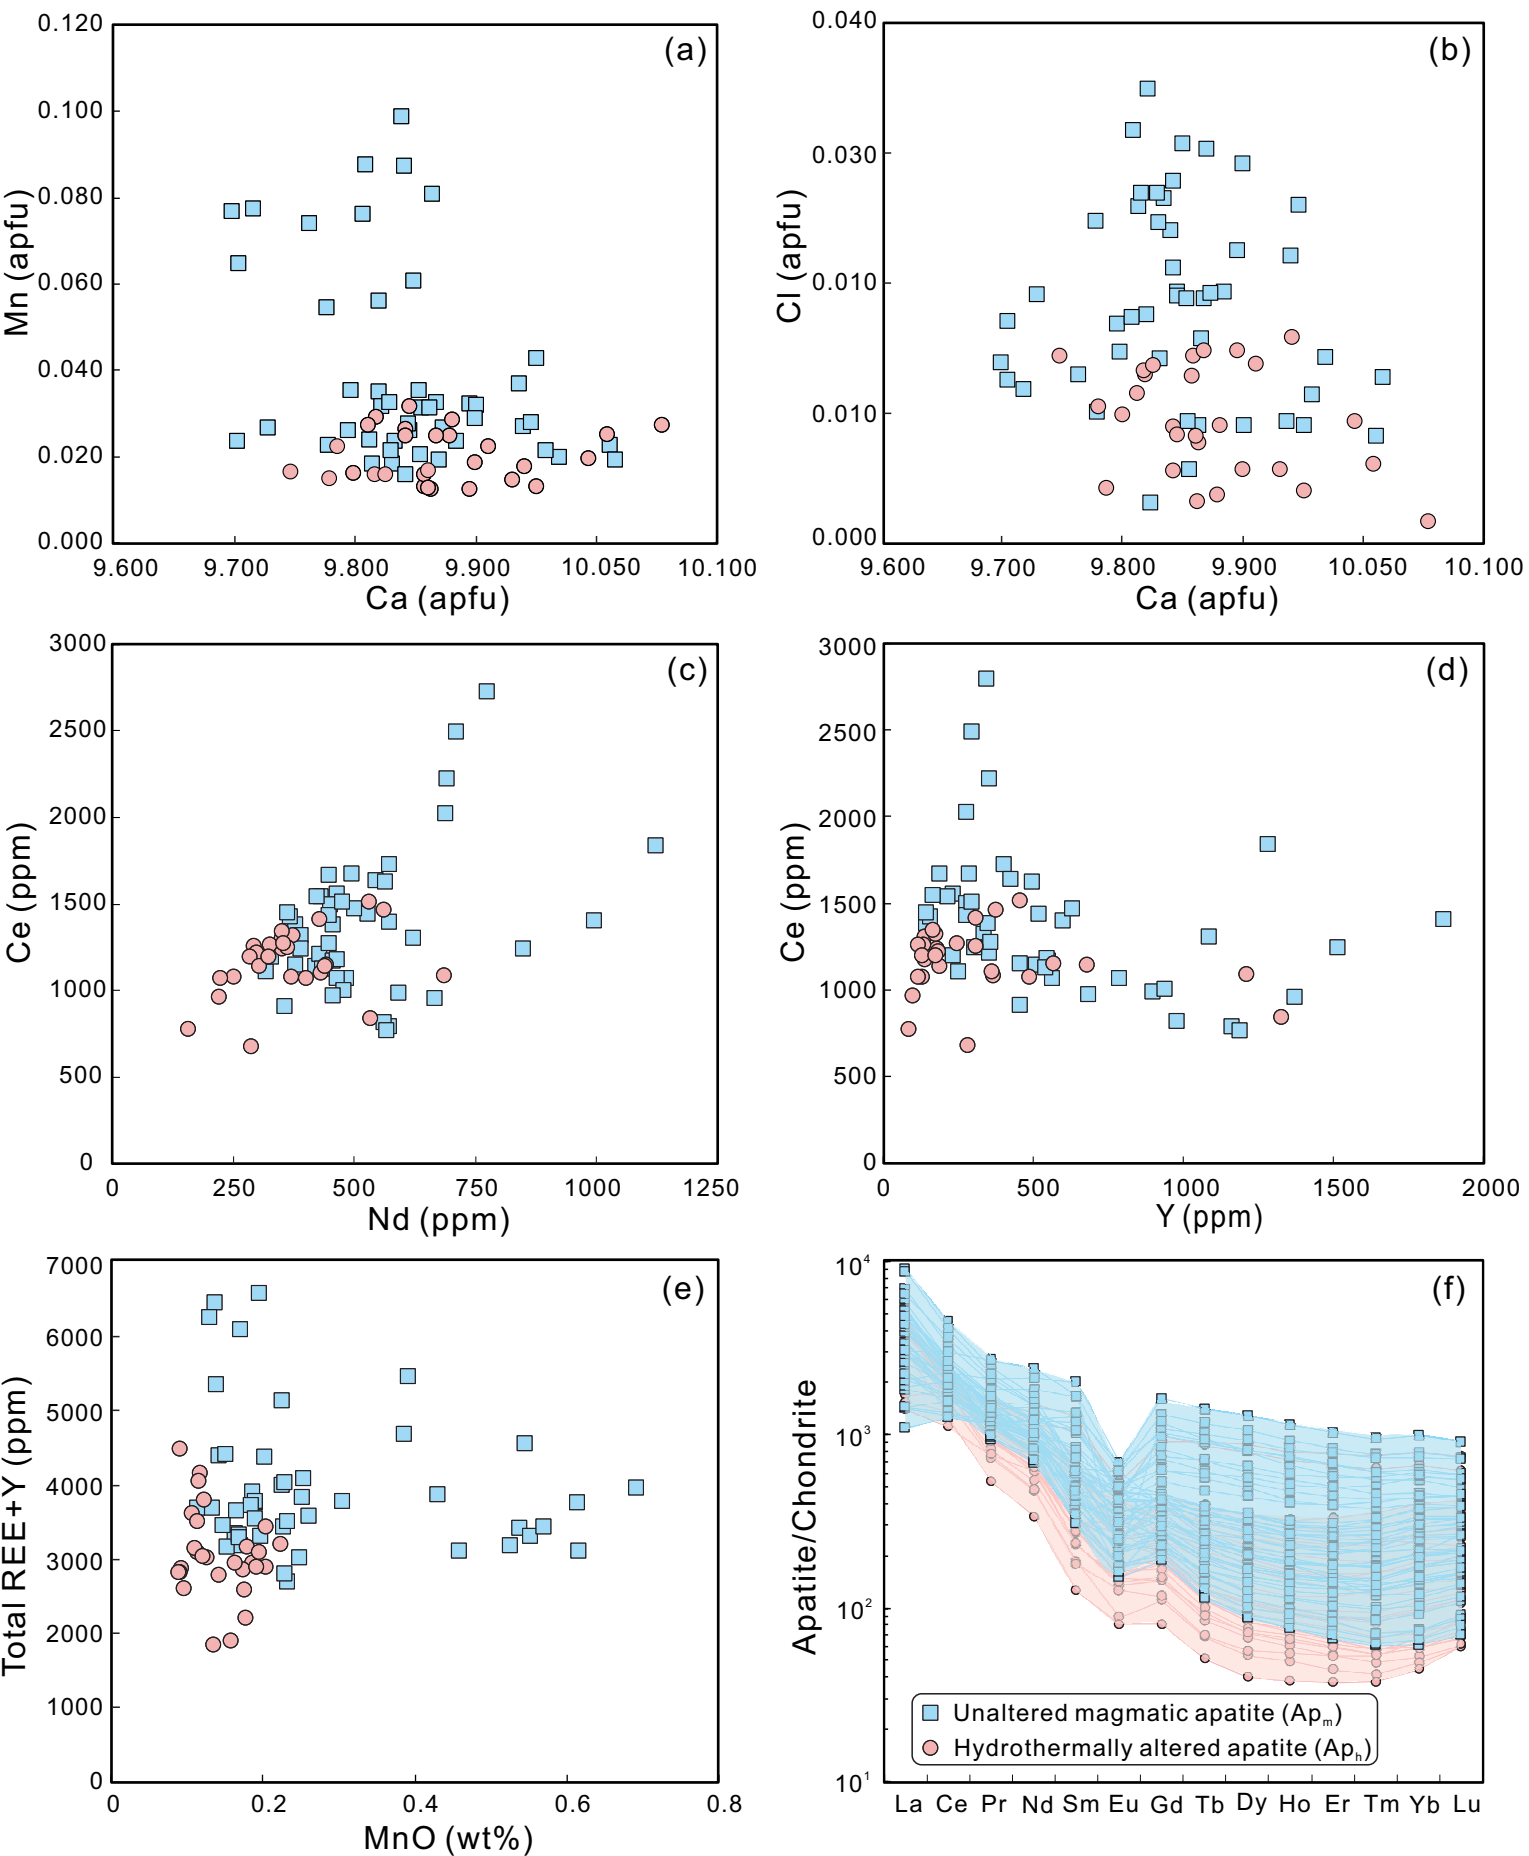 (a)
0.120
0.100
0.080
0.060
0.040
0.020
0.000
Mn (apfu)
9.600 9.700 9.800 9.900 10.050 10.100
Ca (apfu)
(b)
0.040
0.030
0.010
0.010
0.000
Cl (apfu)
9.600 9.700 9.800 9.900 10.050 10.100
Ca (apfu)
(c)
3000
2500
2000
1500
1000
500
0
Ce (ppm)
0 250 500 750 1000 1250
Nd (ppm)
(d)
3000
2500
2000
1500
1000
500
0
Ce (ppm)
0 500 1000 1500 2000
Y (ppm)
(e)
7000
6000
5000
4000
3000
2000
1000
0
Total REE+Y (ppm)
0 0.2 0.4 0.6 0.8
MnO (wt%)
(f)
10⁴
10³
10²
10¹
Apatite/Chondrite
Unaltered magmatic apatite (Apₘ)
Hydrothermally altered apatite (Apₕ)
La Ce Pr Nd Sm Eu Gd Tb Dy Ho Er Tm Yb Lu